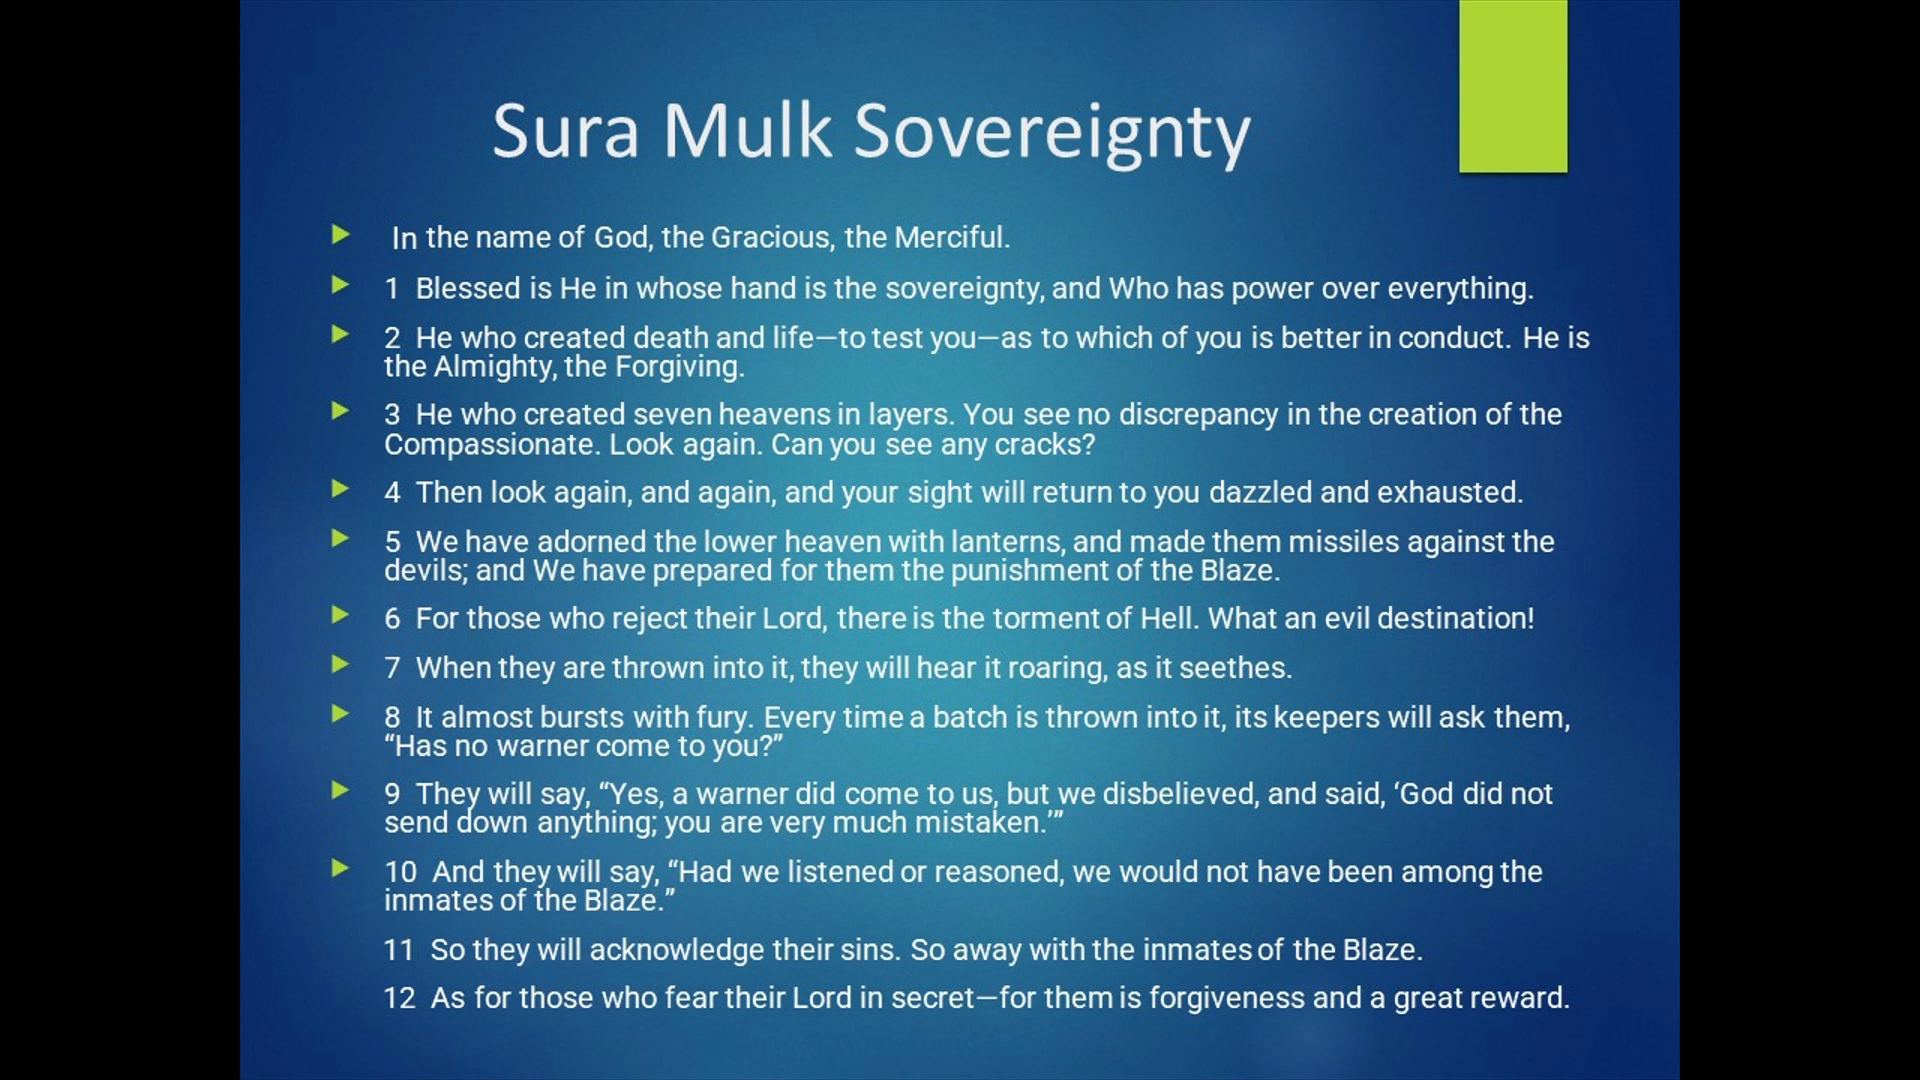 Sura Mulk Sovereignty
In the name of God, the Gracious, the Merciful.
1 Blessed is He in whose hand is the sovereignty, and Who has power over everything.
2 He who created death and life—to test you—as to which of you is better in conduct. He is
the Almighty, the Forgiving.
3 He who created seven heavens in layers. You see no discrepancy in the creation of the
Compassionate. Look again. Can you see any cracks?
4 Then look again, and again, and your sight will return to you dazzled and exhausted.
5 We have adorned the lower heaven with lanterns, and made them missiles against the
devils; and We have prepared for them the punishment of the Blaze.
6 For those who reject their Lord, there is the torment of Hell. What an evil destination!
7 When they are thrown into it, they will hear it roaring, as it seethes.
8 It almost bursts with fury. Every time a batch is thrown into it, its keepers will ask them,
“Has no warner come to you?”
9 They will say, “Yes, a warner did come to us, but we disbelieved, and said, ‘God did not
send down anything; you are very much mistaken.’”
10 And they will say, “Had we listened or reasoned, we would not have been among the
inmates of the Blaze.”
11 So they will acknowledge their sins. So away with the inmates of the Blaze.
12 As for those who fear their Lord in secret—for them is forgiveness and a great reward.